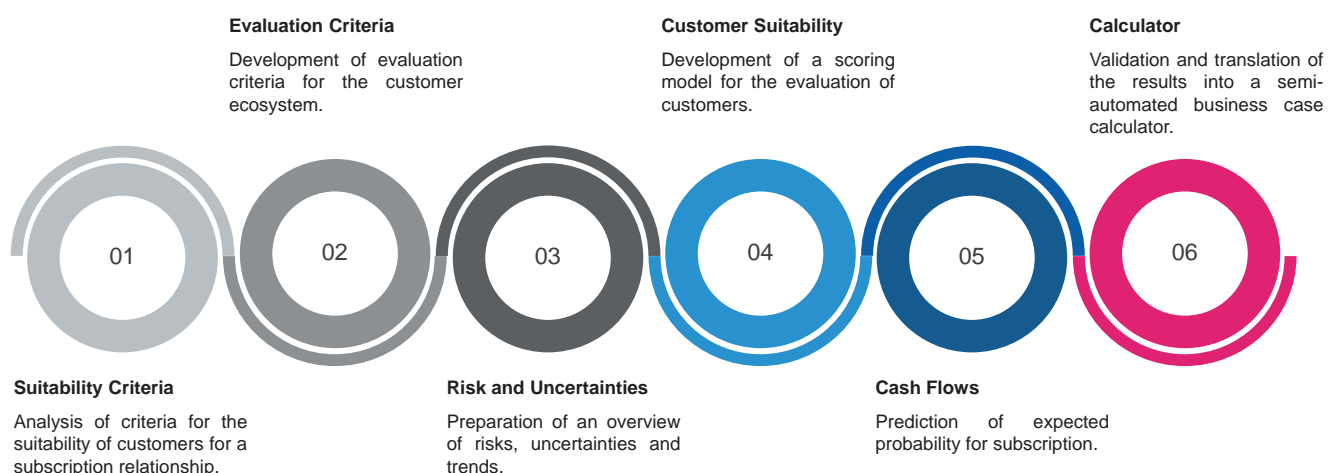 Evaluation Criteria
Development of evaluation
criteria for the customer
ecosystem.
Customer Suitability
Development of a scoring
model for the evaluation of
customers.
Calculator
Validation and translation of
the results into a semi-
automated business case
calculator.
01
02
03
04
05
06
Suitability Criteria
Analysis of criteria for the
suitability of customers for a
subscription relationship.
Risk and Uncertainties
Preparation of an overview
of risks, uncertainties and
trends.
Cash Flows
Prediction of expected
probability for subscription.